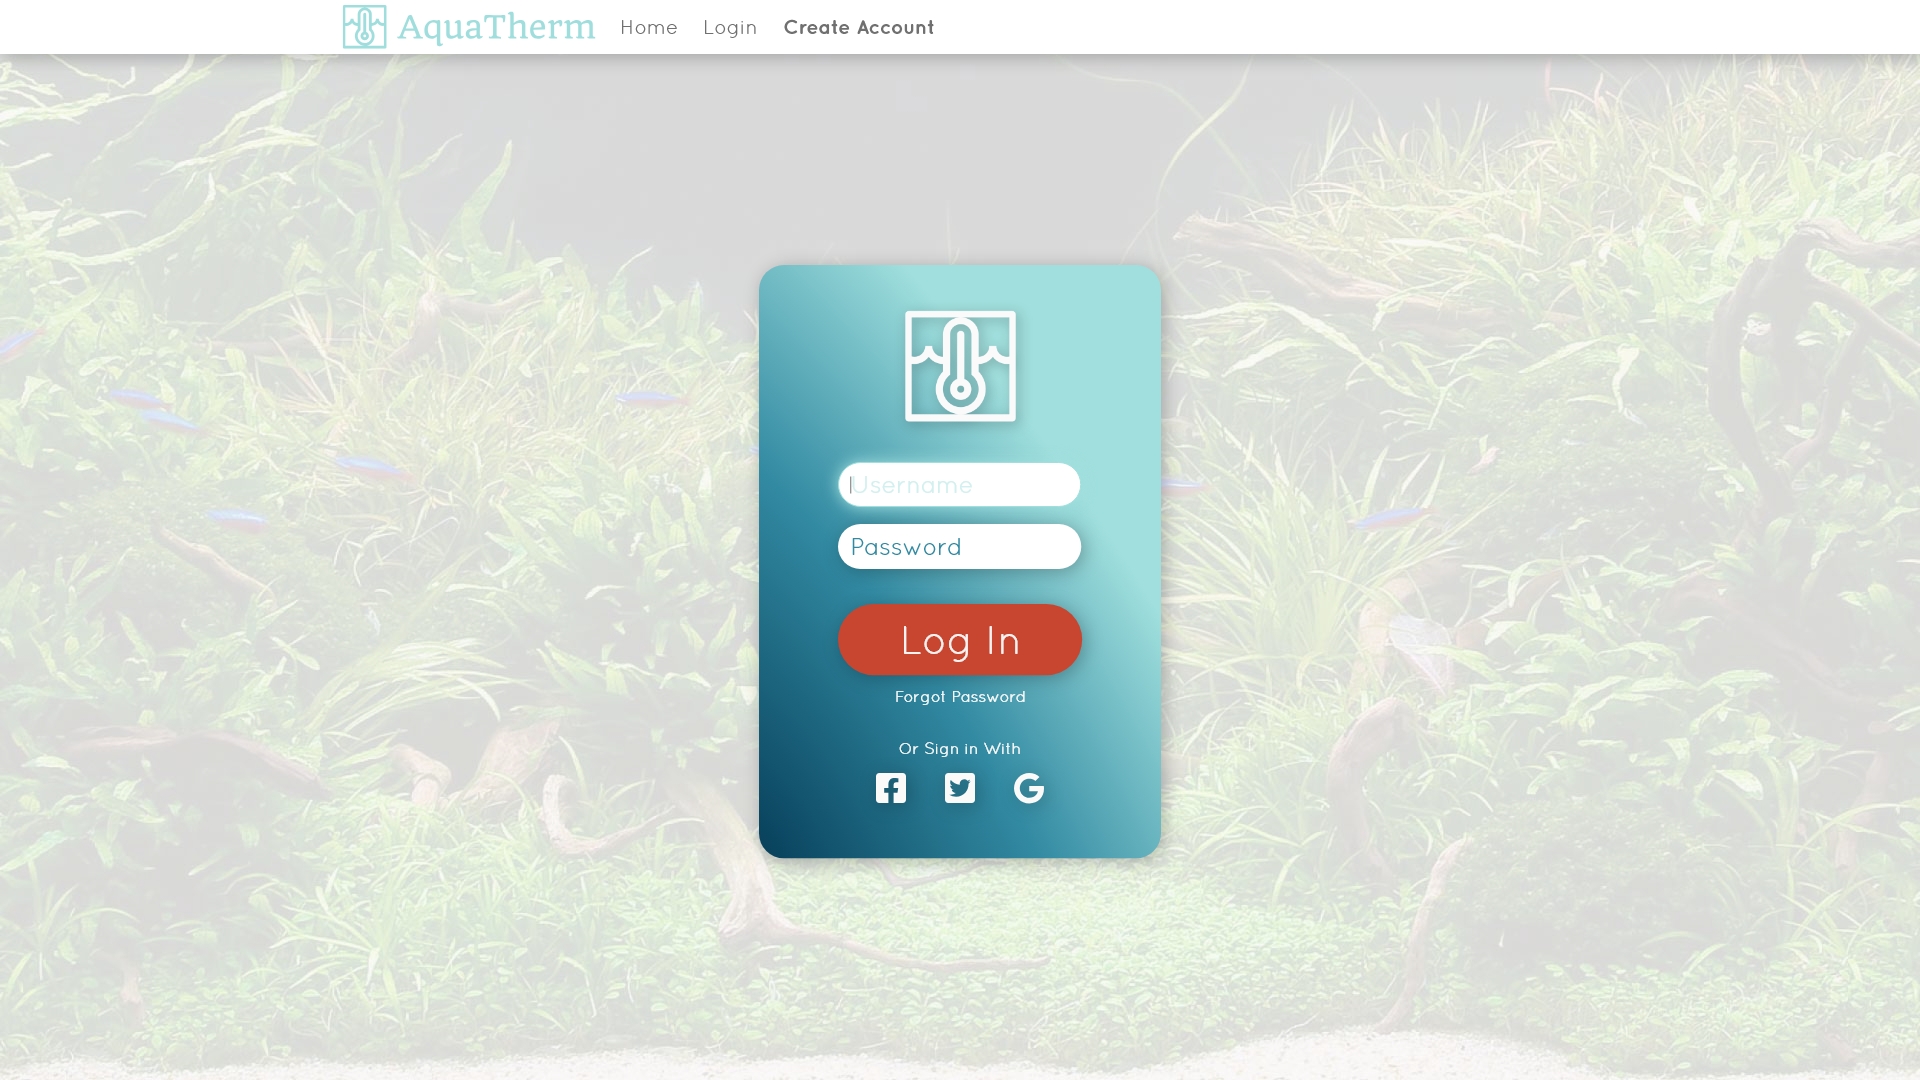 AquaTherm Home Login Create Account
Username
Password
Log In
Forgot Password
Or Sign in With